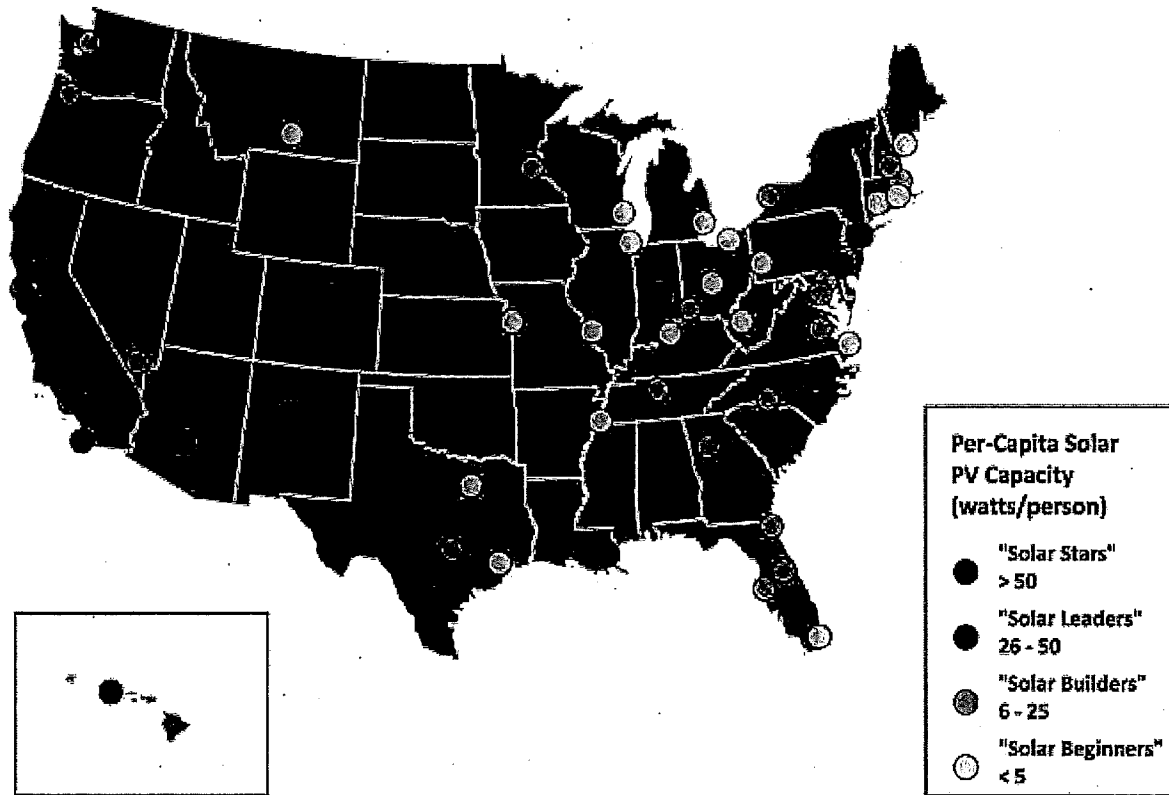 Per-Capita Solar
PV Capacity
(watts/person)
"Solar Stars"
> 50
"Solar Leaders"
26 - 50
"Solar Builders"
6 - 25
"Solar Beginners"
< 5